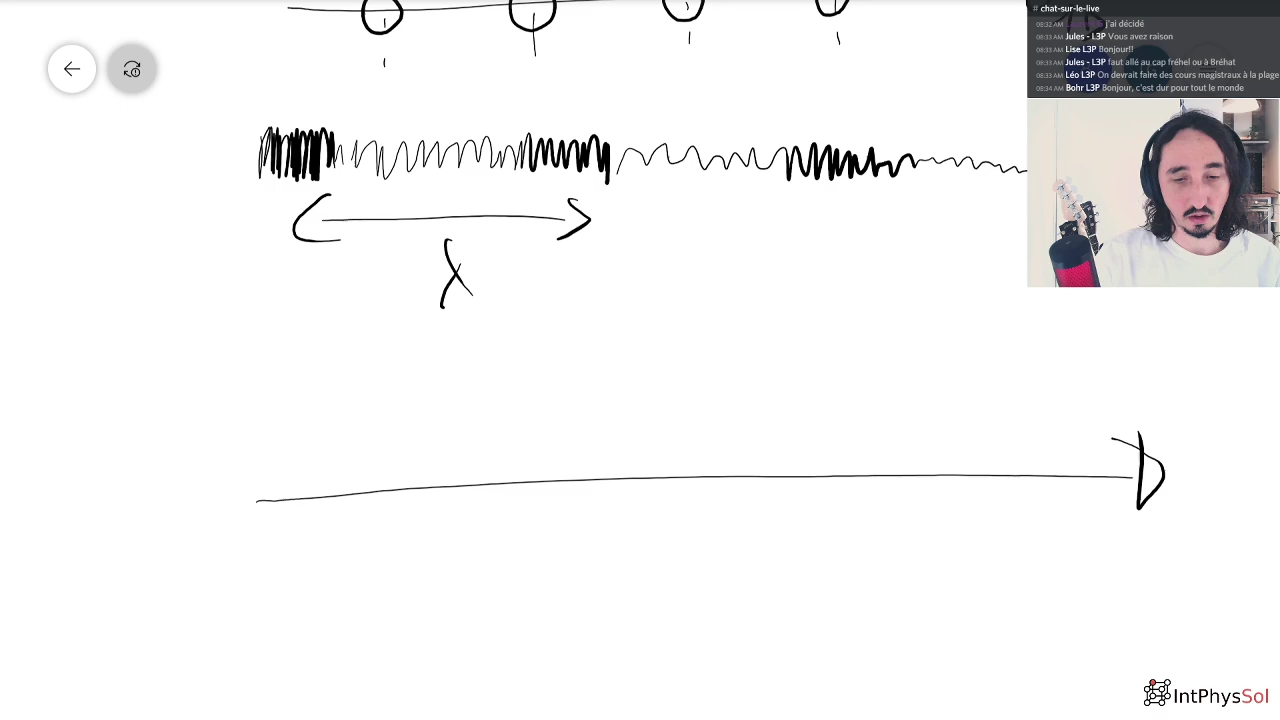 # chat-sur-le-live
08:32 AM j'ai décidé
08:33 AM Jules - L3P Vous avez raison
08:33 AM Lise L3P Bonjour!!
08:33 AM Jules - L3P faut allé au cap fréhel ou à Bréhat
08:33 AM Léo L3P On devrait faire des cours magistraux à la plage
08:34 AM Bohr L3P Bonjour, c'est dur pour tout le monde
λ
IntPhysSol